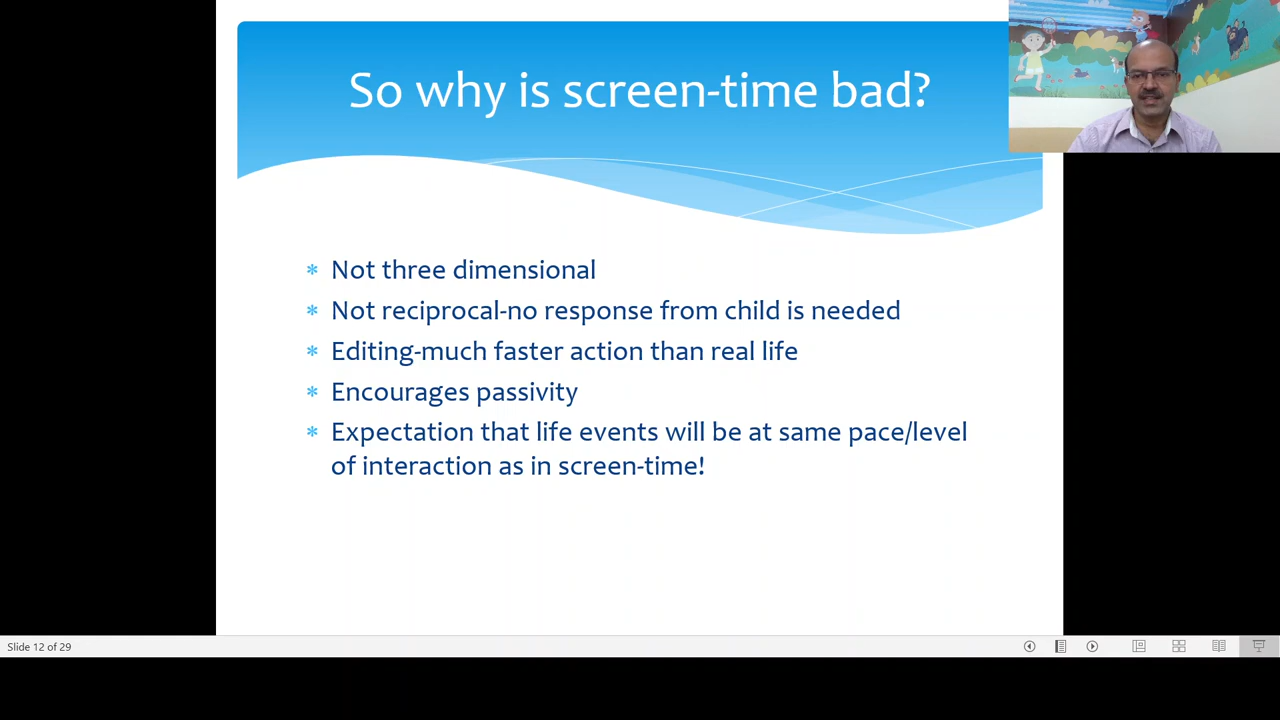 So why is screen-time bad?
* Not three dimensional
* Not reciprocal-no response from child is needed
* Editing-much faster action than real life
* Encourages passivity
* Expectation that life events will be at same pace/level
of interaction as in screen-time!
Slide 12 of 29